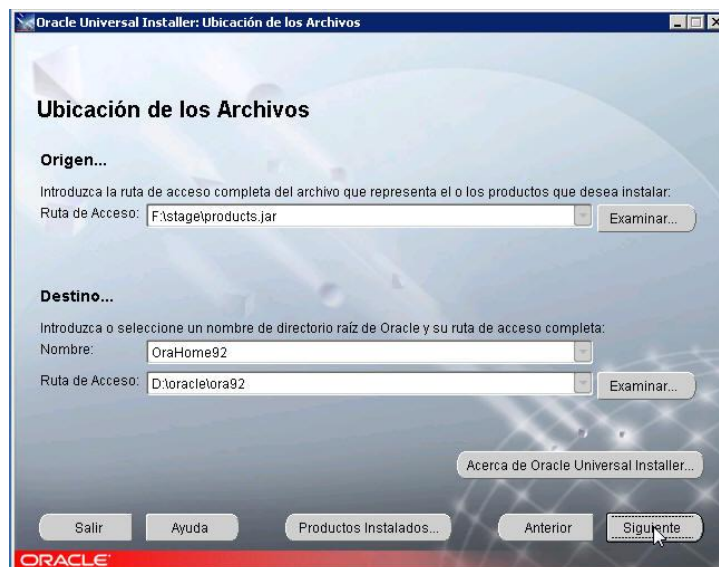 Oracle Universal Installer: Ubicación de los Archivos
Ubicación de los Archivos
Origen...
Introduzca la ruta de acceso completa del archivo que representa el o los productos que desea instalar:
Ruta de Acceso: F:\stage\products.jar Examinar...
Destino...
Introduzca o seleccione un nombre de directorio raíz de Oracle y su ruta de acceso completa:
Nombre: OraHome92
Ruta de Acceso: D:\oracle\ora92 Examinar...
Acerca de Oracle Universal Installer...
Salir Ayuda Productos Instalados... Anterior Siguiente
ORACLE